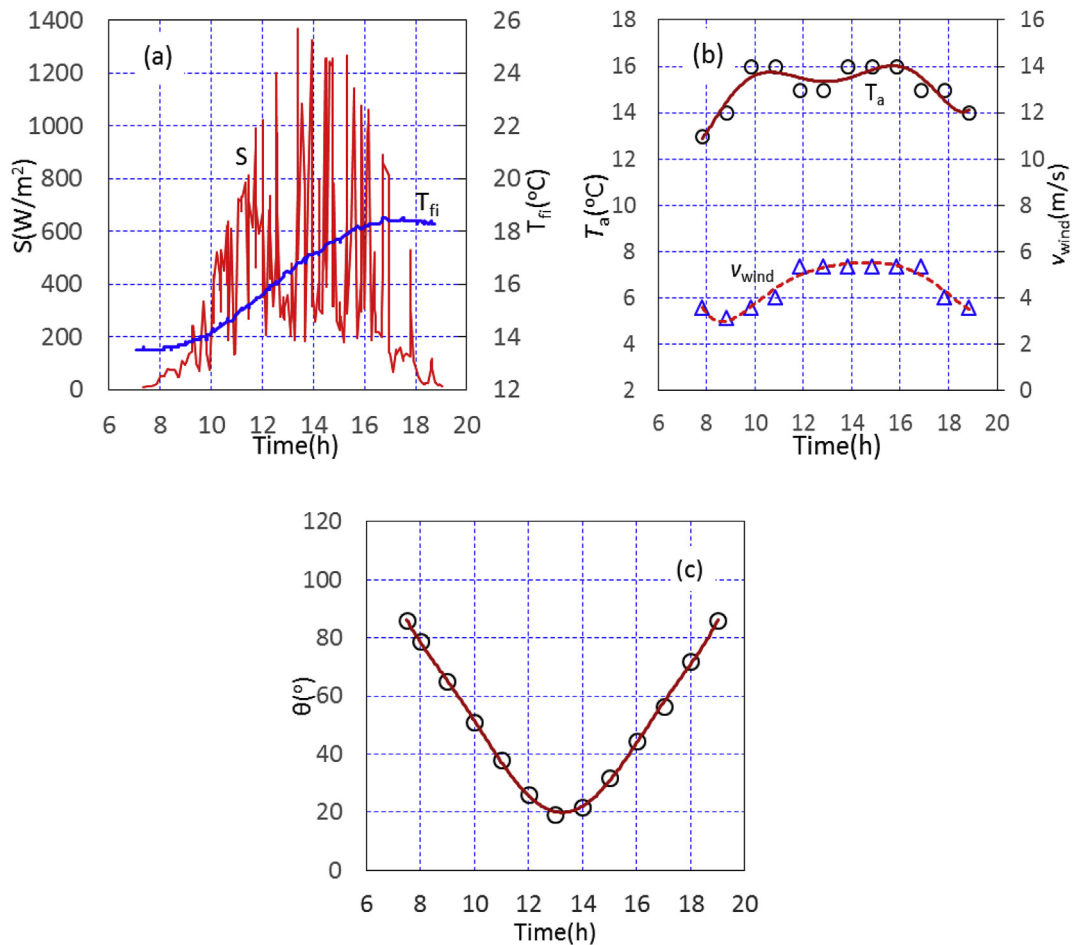 (a)
S(W/m²)
1400
1200
1000
800
600
400
200
0
S
T_fi
26
24
22
20
18
16
14
12
T_fi(°C)
6 8 10 12 14 16 18 20
Time(h)
(b)
T_a(°C)
18
16
14
12
10
8
6
4
2
T_a
v_wind
16
14
12
10
8
6
4
2
0
v_wind(m/s)
6 8 10 12 14 16 18 20
Time(h)
(c)
θ(°)
120
100
80
60
40
20
0
6 8 10 12 14 16 18 20
Time(h)